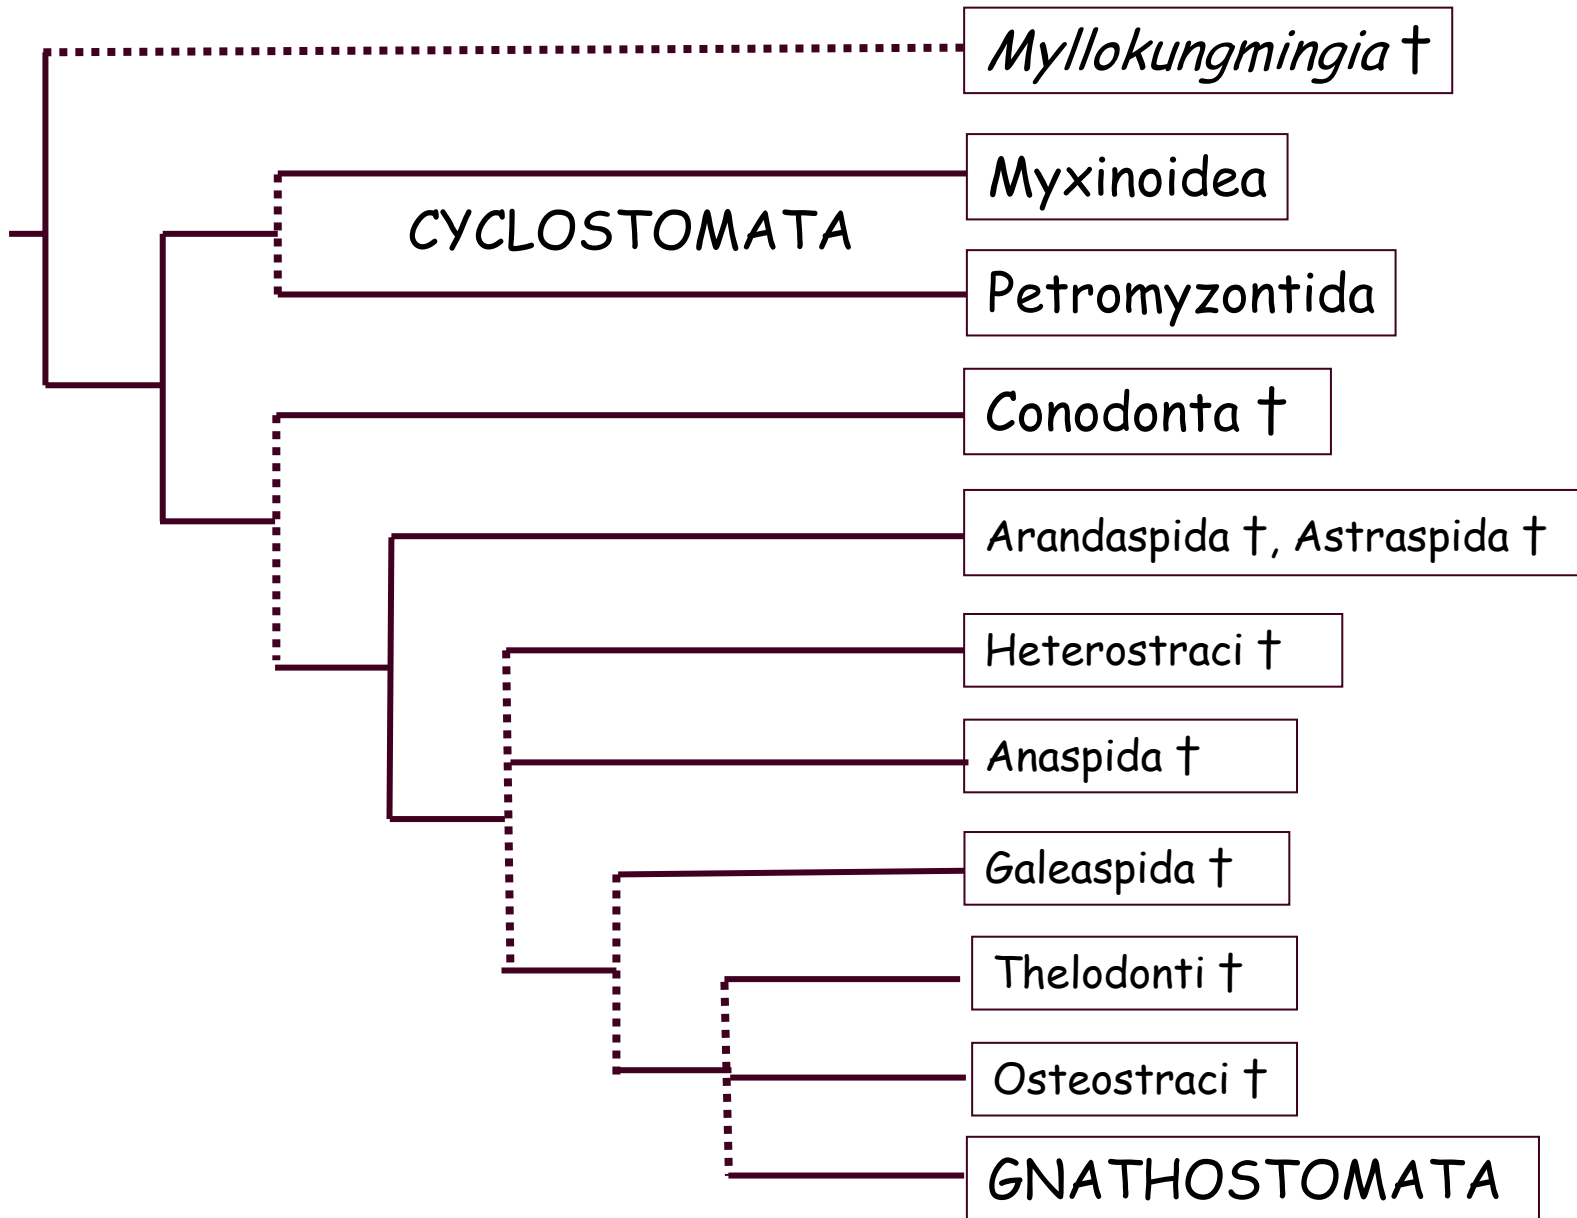 Myllokungmingia †
Myxinoidea
CYCLOSTOMATA
Petromyzontida
Conodonta †
Arandaspida †, Astraspida †
Heterostraci †
Anaspida †
Galeaspida †
Thelodonti †
Osteostraci †
GNATHOSTOMATA